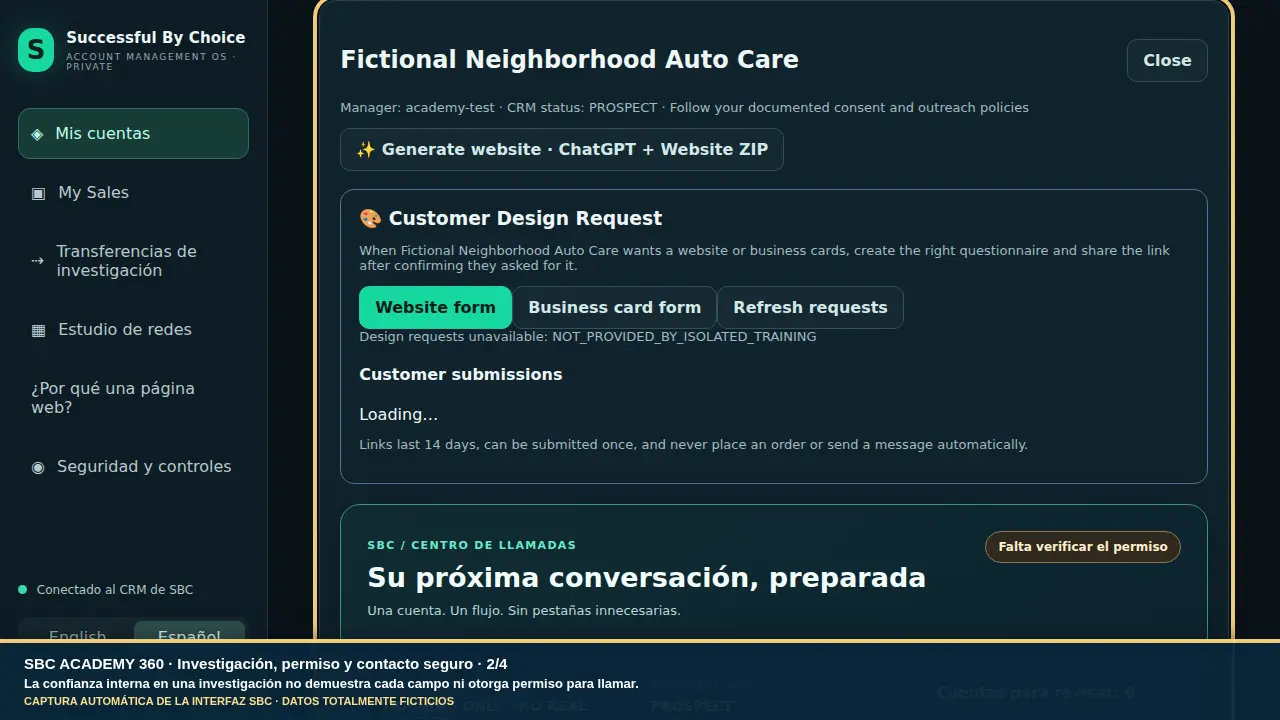 S
Successful By Choice
ACCOUNT MANAGEMENT OS ·
PRIVATE
◈ Mis cuentas
▣ My Sales
⇢ Transferencias de
investigación
▦ Estudio de redes
¿Por qué una página
web?
◉ Seguridad y controles
Conectado al CRM de SBC
English Español
Fictional Neighborhood Auto Care
Close
Manager: academy-test · CRM status: PROSPECT · Follow your documented consent and outreach policies
✨ Generate website · ChatGPT + Website ZIP
🎨 Customer Design Request
When Fictional Neighborhood Auto Care wants a website or business cards, create the right questionnaire and share the link
after confirming they asked for it.
Website form Business card form Refresh requests
Design requests unavailable: NOT_PROVIDED_BY_ISOLATED_TRAINING
Customer submissions
Loading…
Links last 14 days, can be submitted once, and never place an order or send a message automatically.
SBC / CENTRO DE LLAMADAS
Falta verificar el permiso
Su próxima conversación, preparada
Una cuenta. Un flujo. Sin pestañas innecesarias.
SBC ACADEMY 360 · Investigación, permiso y contacto seguro · 2/4
La confianza interna en una investigación no demuestra cada campo ni otorga permiso para llamar.
CAPTURA AUTOMÁTICA DE LA INTERFAZ SBC · DATOS TOTALMENTE FICTICIOS
PROSPECT
Cuentas para revisar: 6